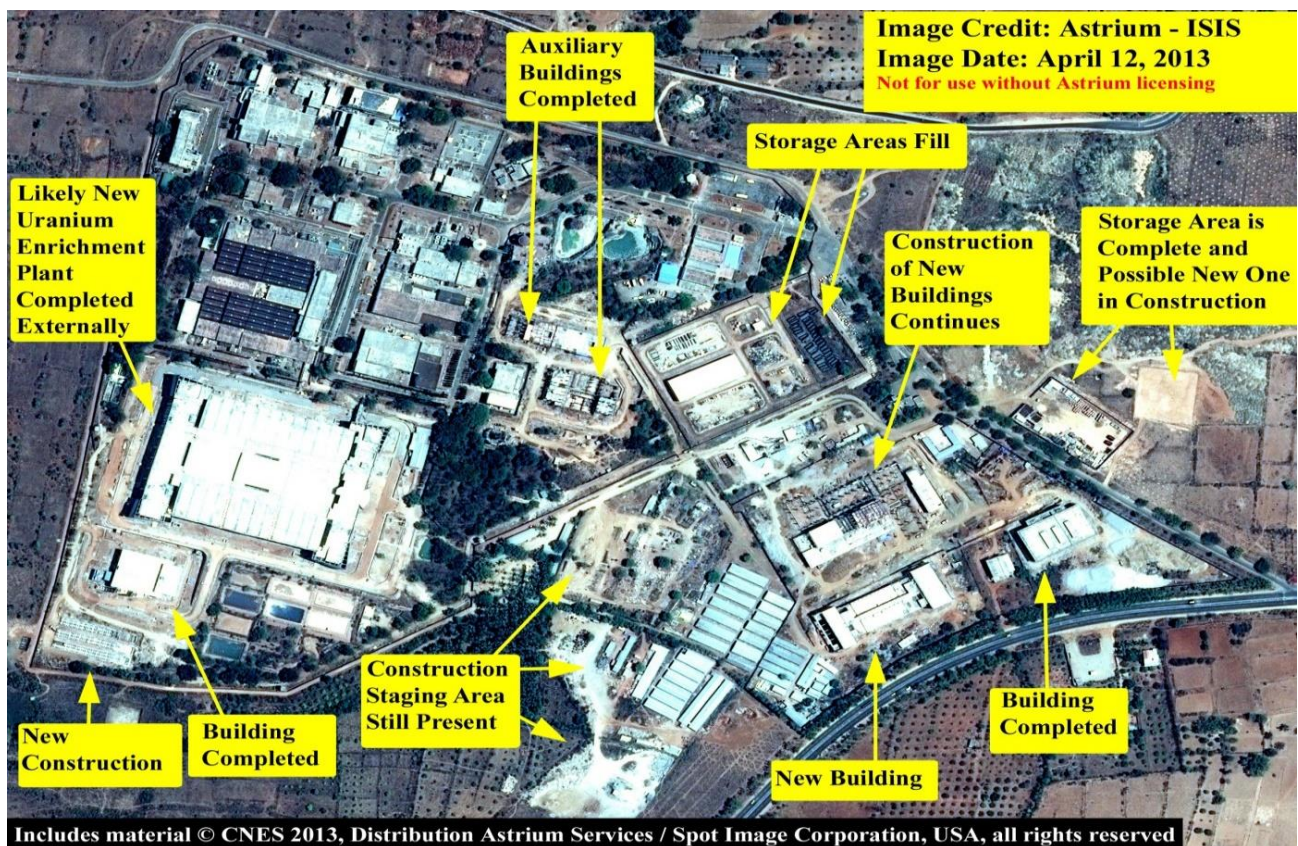 Image Credit: Astrium - ISIS
Image Date: April 12, 2013
Not for use without Astrium licensing
Auxiliary
Buildings
Completed
Storage Areas Fill
Likely New
Uranium
Enrichment
Plant
Completed
Externally
Construction
of New
Buildings
Continues
Storage Area is
Complete and
Possible New One
in Construction
Construction
Staging Area
Still Present
New
Construction
Building
Completed
New Building
Building
Completed
Includes material © CNES 2013, Distribution Astrium Services / Spot Image Corporation, USA, all rights reserved